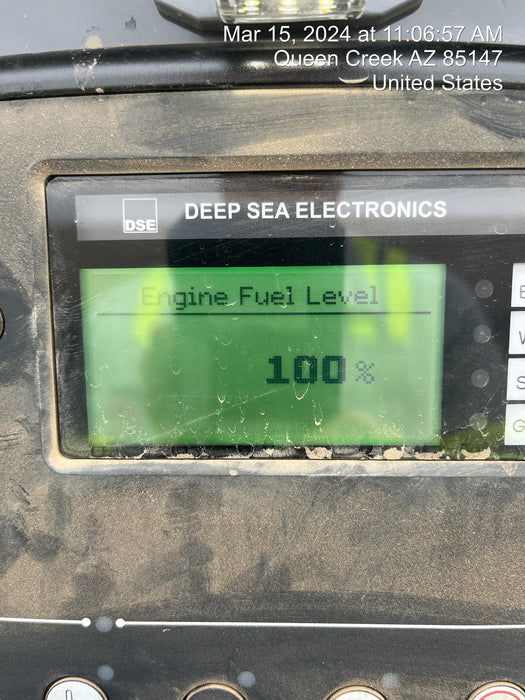 Mar 15, 2024 at 11:06:57 AM
Queen Creek AZ 85147
United States
DSE
DEEP SEA ELECTRONICS
Engine Fuel Level
100%
E
W
S
G